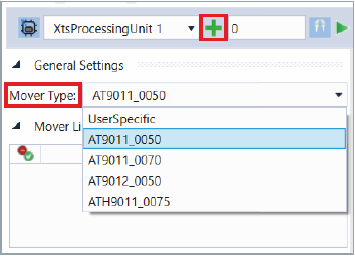 XtsProcessingUnit 1 0
General Settings
Mover Type: AT9011_0050
UserSpecific
Mover Li
AT9011_0050
AT9011_0070
AT9012_0050
ATH9011_0075